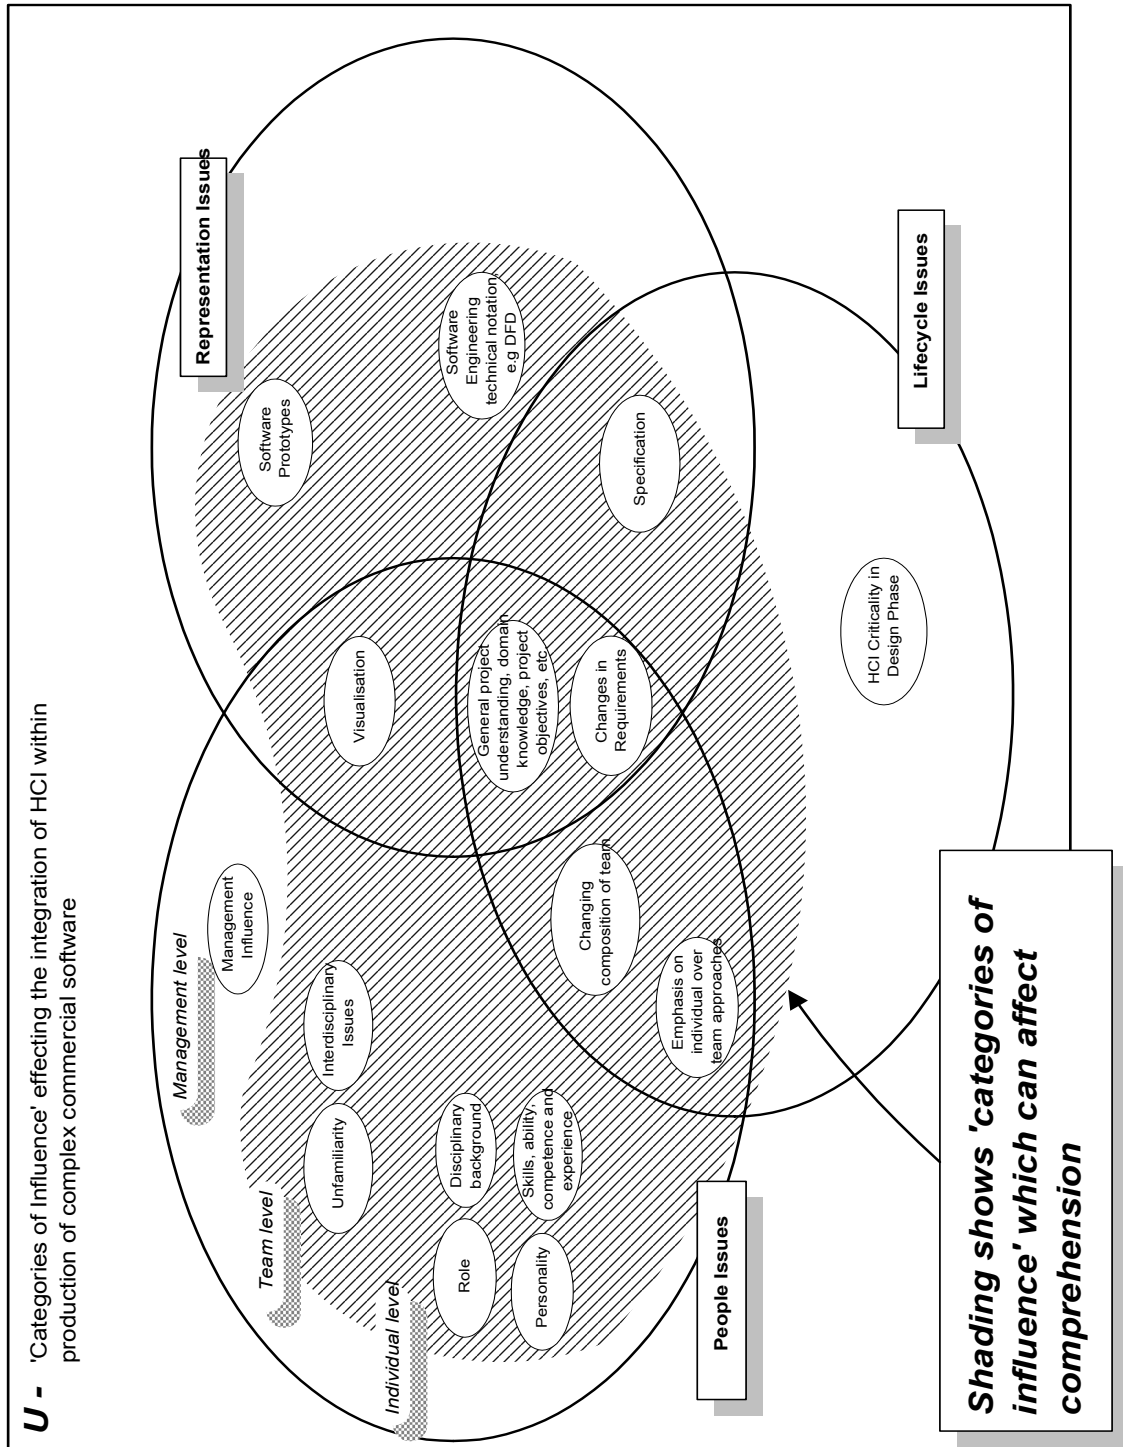 U - 'Categories of Influence' effecting the integration of HCI within
production of complex commercial software
Management level
Team level
Individual level
Representation Issues
Management
Influence
Interdisciplinary
Issues
Unfamiliarity
Visualisation
Software
Prototypes
Role
Disciplinary
background
Personality
Skills, ability,
competence and
experience
General project
understanding, domain
knowledge, project
objectives, etc
Software
Engineering
technical notation,
e.g DFD
Changing
composition of team
Changes in
Requirements
Specification
Emphasis on
individual over
team approaches
People Issues
HCI Criticality in
Design Phase
Lifecycle Issues
Shading shows 'categories of
influence' which can affect
comprehension